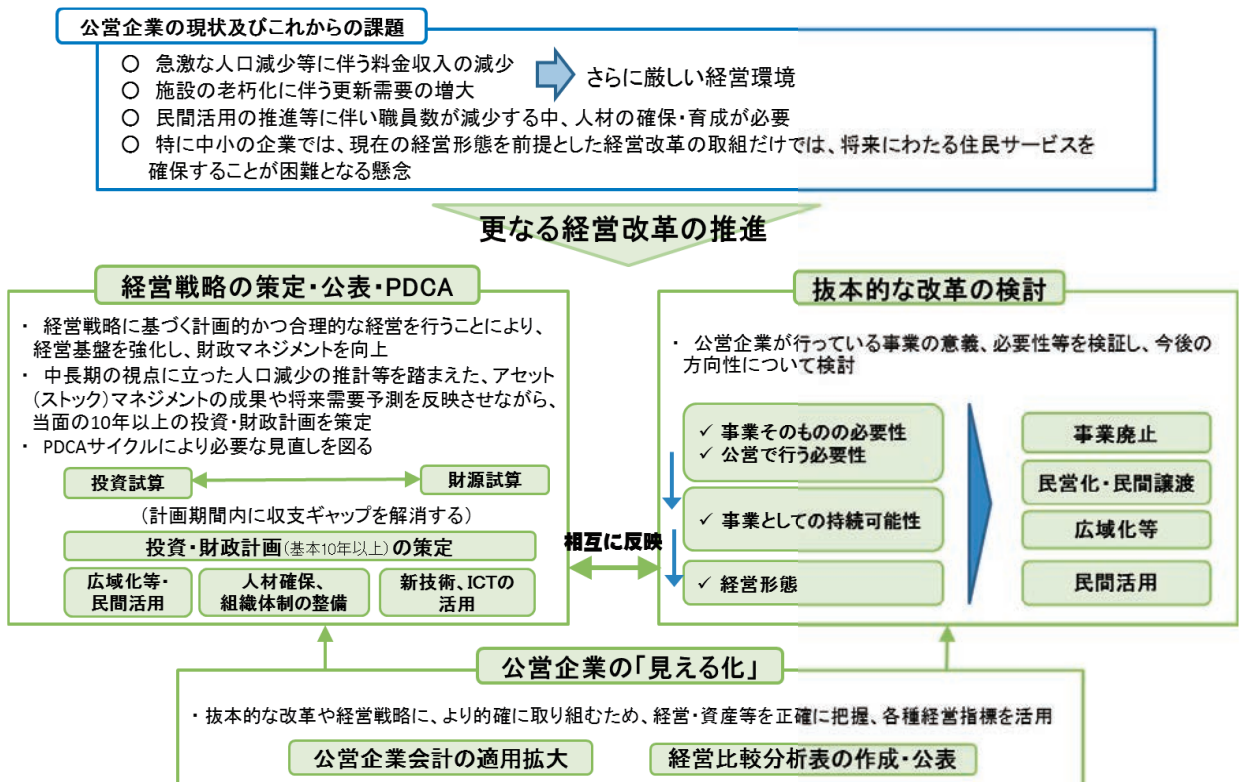 公営企業の現状及びこれからの課題
○ 急激な人口減少等に伴う料金収入の減少
○ 施設の老朽化に伴う更新需要の増大
さらに厳しい経営環境
○ 民間活用の推進等に伴い職員数が減少する中、人材の確保・育成が必要
○ 特に中小の企業では、現在の経営形態を前提とした経営改革の取組だけでは、将来にわたる住民サービスを
確保することが困難となる懸念
更なる経営改革の推進
経営戦略の策定・公表・PDCA
・ 経営戦略に基づく計画的かつ合理的な経営を行うことにより、
経営基盤を強化し、財政マネジメントを向上
・ 中長期の視点に立った人口減少の推計等を踏まえた、アセット
(ストック)マネジメントの成果や将来需要予測を反映させながら、
当面の10年以上の投資・財政計画を策定
・ PDCAサイクルにより必要な見直しを図る
投資試算
財源試算
(計画期間内に収支ギャップを解消する)
投資・財政計画(基本10年以上)の策定
広域化等・
民間活用
人材確保、
組織体制の整備
新技術、ICTの
活用
相互に反映
抜本的な改革の検討
・ 公営企業が行っている事業の意義、必要性等を検証し、今後の
方向性について検討
✓ 事業そのものの必要性
✓ 公営で行う必要性
✓ 事業としての持続可能性
✓ 経営形態
事業廃止
民営化・民間譲渡
広域化等
民間活用
公営企業の「見える化」
・抜本的な改革や経営戦略に、より的確に取り組むため、経営・資産等を正確に把握、各種経営指標を活用
公営企業会計の適用拡大
経営比較分析表の作成・公表